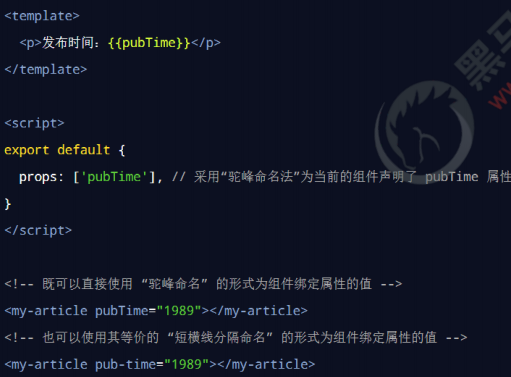 <template>
<p>发布时间：{{pubTime}}</p>
</template>
<script>
export default {
props: ['pubTime'], // 采用“驼峰命名法”为当前的组件声明了 pubTime 属性
}
</script>
<!-- 既可以直接使用 “驼峰命名” 的形式为组件绑定属性的值 -->
<my-article pubTime="1989"></my-article>
<!-- 也可以使用其等价的 “短横线分隔命名” 的形式为组件绑定属性的值 -->
<my-article pub-time="1989"></my-article>
黑马